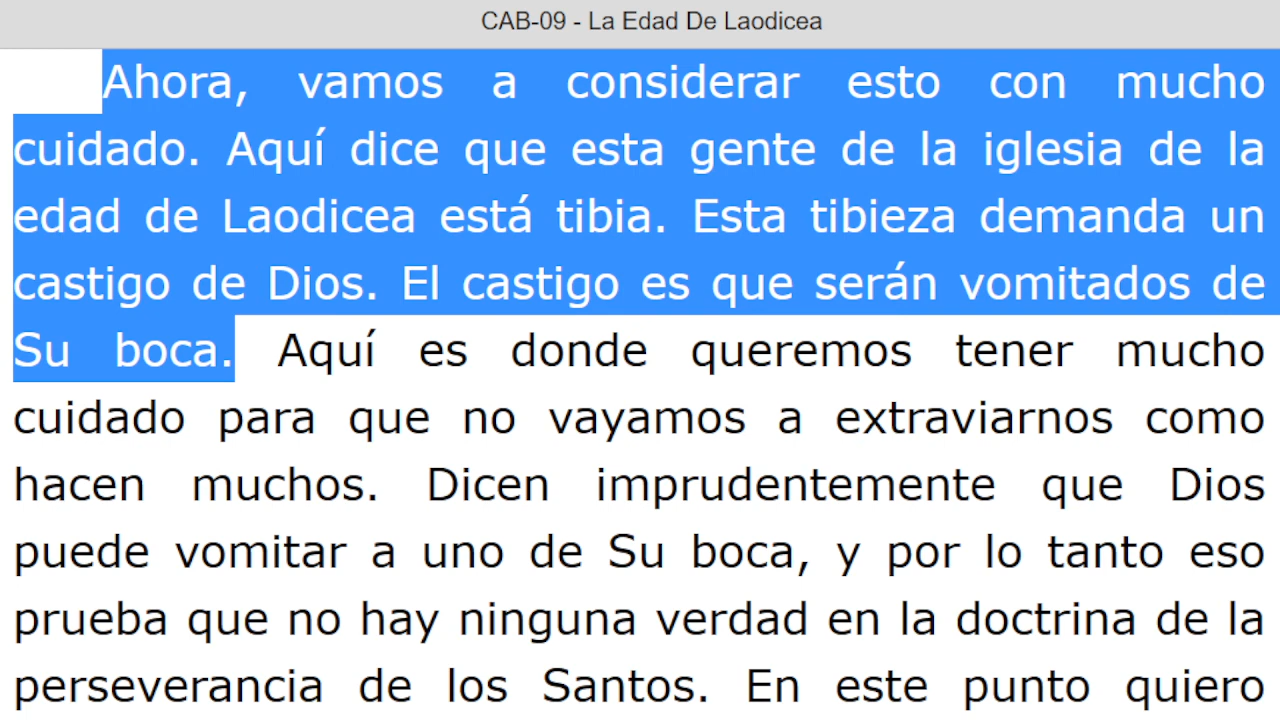 CAB-09 - La Edad De Laodicea
Ahora, vamos a considerar esto con mucho
cuidado. Aquí dice que esta gente de la iglesia de la
edad de Laodicea está tibia. Esta tibieza demanda un
castigo de Dios. El castigo es que serán vomitados de
Su boca. Aquí es donde queremos tener mucho
cuidado para que no vayamos a extraviarnos como
hacen muchos. Dicen imprudentemente que Dios
puede vomitar a uno de Su boca, y por lo tanto eso
prueba que no hay ninguna verdad en la doctrina de la
perseverancia de los Santos. En este punto quiero